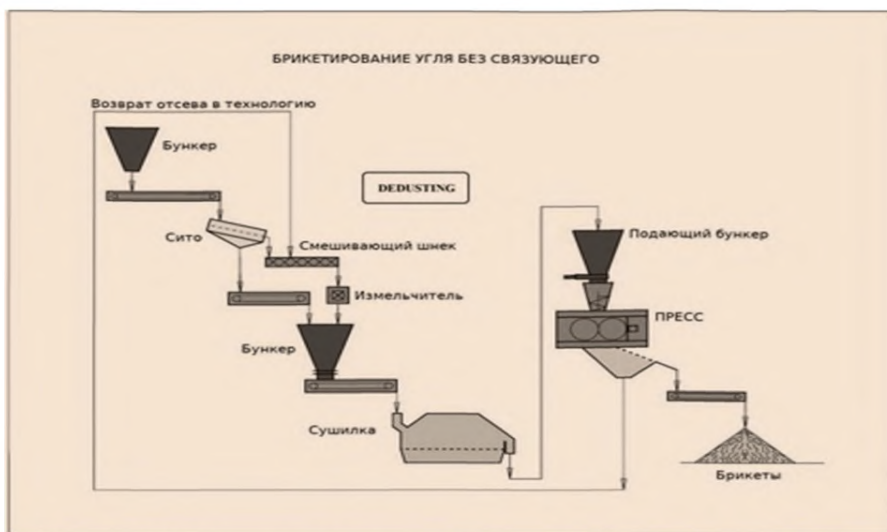 БРИКЕТИРОВАНИЕ УГЛЯ БЕЗ СВЯЗУЮЩЕГО
Возврат отсева в технологию
Бункер
DEDUSTING
Сито
Смешивающий шнек
Подающий бункер
Измельчитель
ПРЕСС
Бункер
Сушилка
Брикеты